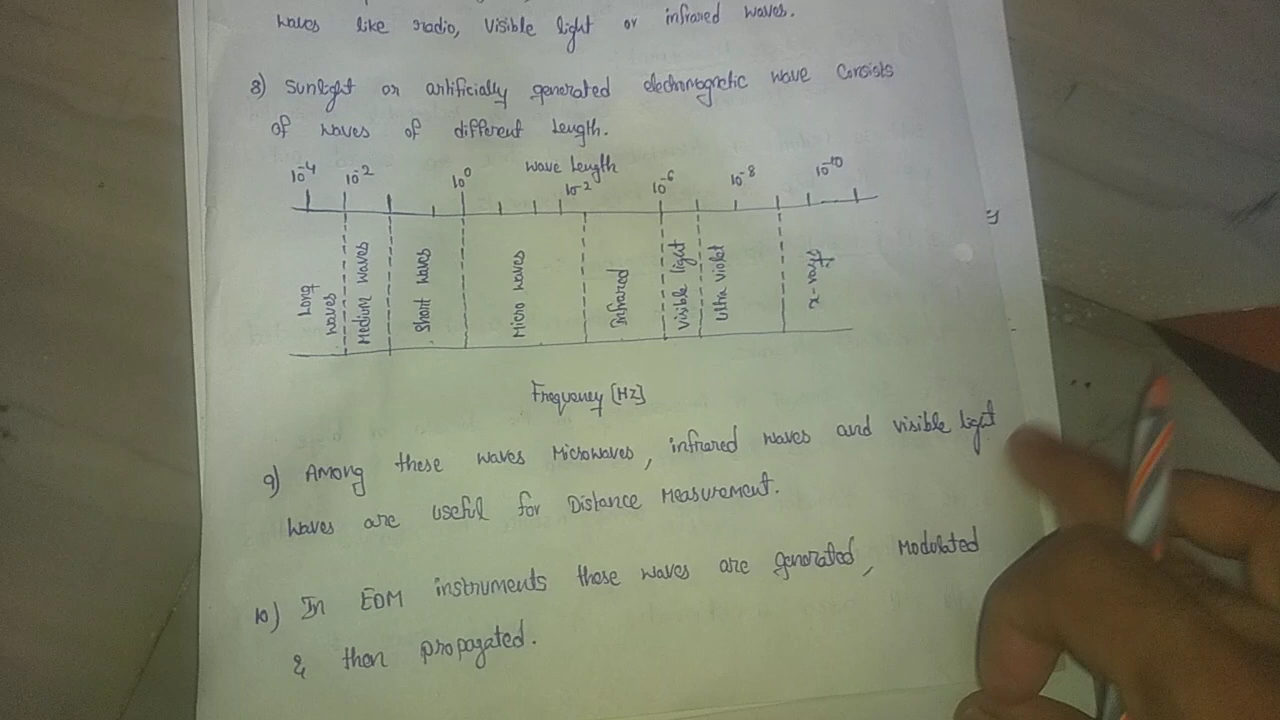 waves like radio, visible light or infrared waves.
8) Sunlight or artificially generated electromagnetic wave consists
of waves of different length.
wave length
10⁻⁴ 10⁻² 10⁰ 10⁻² 10⁻⁶ 10⁻⁸ 10⁻¹⁰
Long waves
Medium waves
Short waves
Micro waves
Infrared
Visible light
Ultra violet
x-rays
Frequency [Hz]
9) Among these waves Microwaves, infrared waves and visible light
waves are useful for Distance Measurement.
10) In EDM instruments these waves are generated, Modulated
& then propagated.